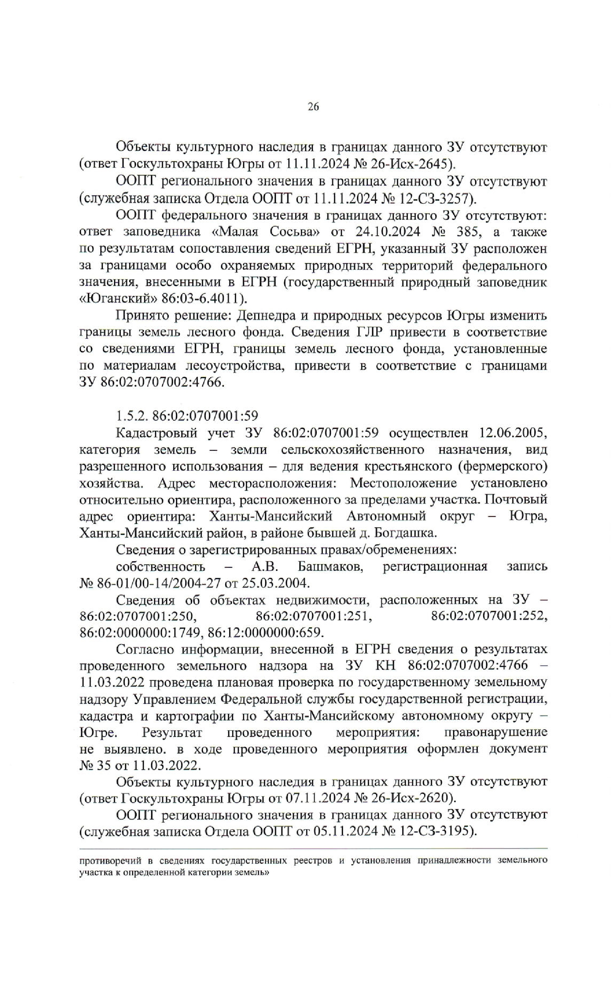 26
Объекты культурного наследия в границах данного ЗУ отсутствуют
(ответ Госкультохраны Югры от 11.11.2024 № 26-Исх-2645).
ООПТ регионального значения в границах данного ЗУ отсутствуют
(служебная записка Отдела ООПТ от 11.11.2024 № 12-СЗ-3257).
ООПТ федерального значения в границах данного ЗУ отсутствуют:
ответ заповедника «Малая Сосьва» от 24.10.2024 № 385, а также
по результатам сопоставления сведений ЕГРН, указанный ЗУ расположен
за границами особо охраняемых природных территорий федерального
значения, внесенными в ЕГРН (государственный природный заповедник
«Юганский» 86:03-6.4011).
Принято решение: Депнедра и природных ресурсов Югры изменить
границы земель лесного фонда. Сведения ГЛР привести в соответствие
со сведениями ЕГРН, границы земель лесного фонда, установленные
по материалам лесоустройства, привести в соответствие с границами
ЗУ 86:02:0707002:4766.
1.5.2. 86:02:0707001:59
Кадастровый учет ЗУ 86:02:0707001:59 осуществлен 12.06.2005,
категория земель – земли сельскохозяйственного назначения, вид
разрешенного использования – для ведения крестьянского (фермерского)
хозяйства. Адрес месторасположения: Местоположение установлено
относительно ориентира, расположенного за пределами участка. Почтовый
адрес ориентира: Ханты-Мансийский Автономный округ – Югра,
Ханты-Мансийский район, в районе бывшей д. Богдашка.
Сведения о зарегистрированных правах/обременениях:
собственность – А.В. Башмаков, регистрационная запись
№ 86-01/00-14/2004-27 от 25.03.2004.
Сведения об объектах недвижимости, расположенных на ЗУ –
86:02:0707001:250, 86:02:0707001:251, 86:02:0707001:252,
86:02:0000000:1749, 86:12:0000000:659.
Согласно информации, внесенной в ЕГРН сведения о результатах
проведенного земельного надзора на ЗУ КН 86:02:0707002:4766 –
11.03.2022 проведена плановая проверка по государственному земельному
надзору Управлением Федеральной службы государственной регистрации,
кадастра и картографии по Ханты-Мансийскому автономному округу –
Югре. Результат проведенного мероприятия: правонарушение
не выявлено. в ходе проведенного мероприятия оформлен документ
№ 35 от 11.03.2022.
Объекты культурного наследия в границах данного ЗУ отсутствуют
(ответ Госкультохраны Югры от 07.11.2024 № 26-Исх-2620).
ООПТ регионального значения в границах данного ЗУ отсутствуют
(служебная записка Отдела ООПТ от 05.11.2024 № 12-СЗ-3195).
противоречий в сведениях государственных реестров и установления принадлежности земельного
участка к определенной категории земель»